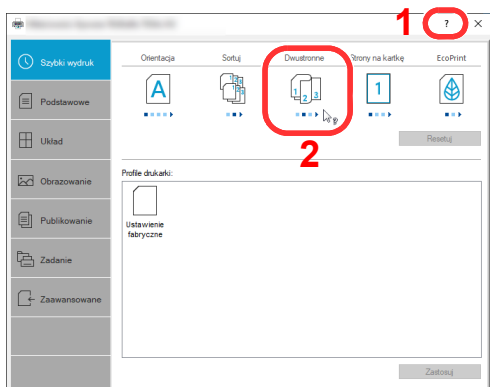 1
?
Szybki wydruk
Orientacja
Sortuj
Dwustronne
Strony na kartkę
EcoPrint
A
1 2 3
1
Podstawowe
2
Układ
Resetuj
Obrazowanie
Profile drukarki:
Publikowanie
Ustawienie
fabryczne
Zadanie
Zaawansowane
Zastosuj